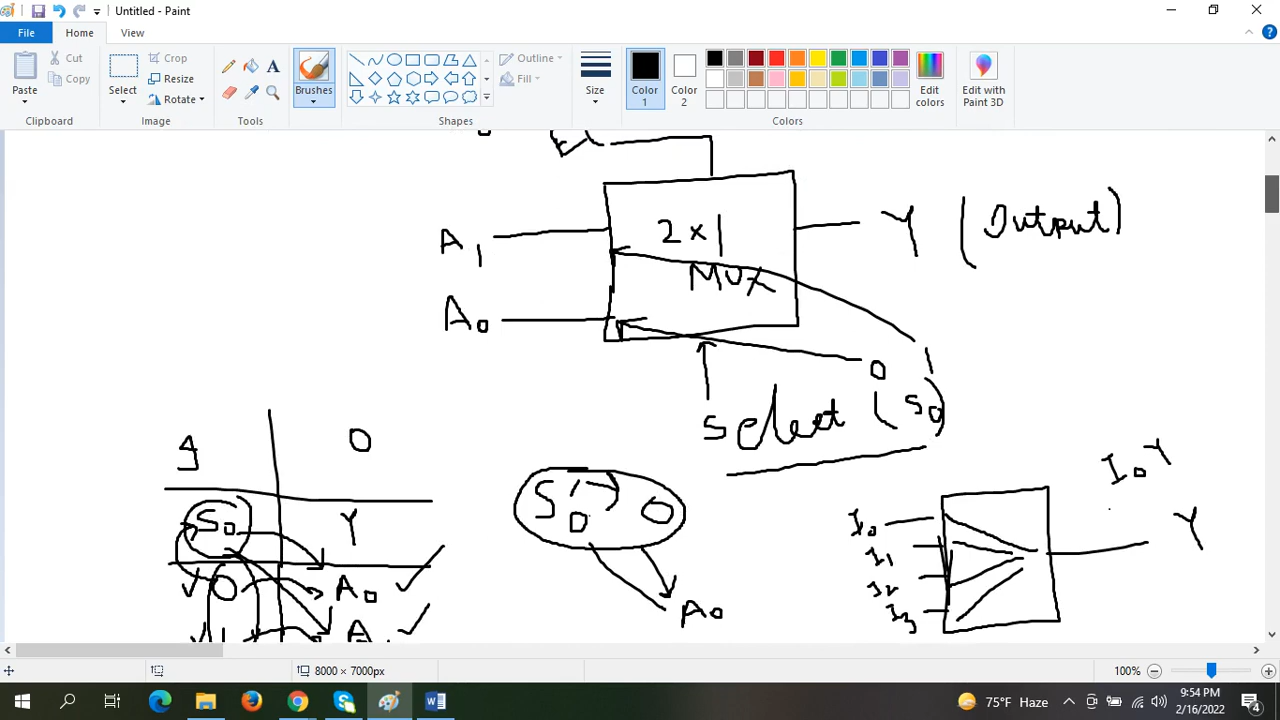 Untitled - Paint
File
Home
View
Paste
Cut
Copy
Clipboard
Select
Crop
Resize
Rotate
Image
A
Tools
Brushes
Outline
Fill
Shapes
Size
Color 1
Color 2
Edit colors
Edit with Paint 3D
Colors
A1
2x1
MUX
Y (Output)
A0
0
1
Select (S0)
0
S0
Y
0
A0
1
A
S0' → 0
A0
I0 Y
I0
I1
I2
I3
Y
8000 × 7000px
100%
75°F Haze
9:54 PM
2/16/2022
4